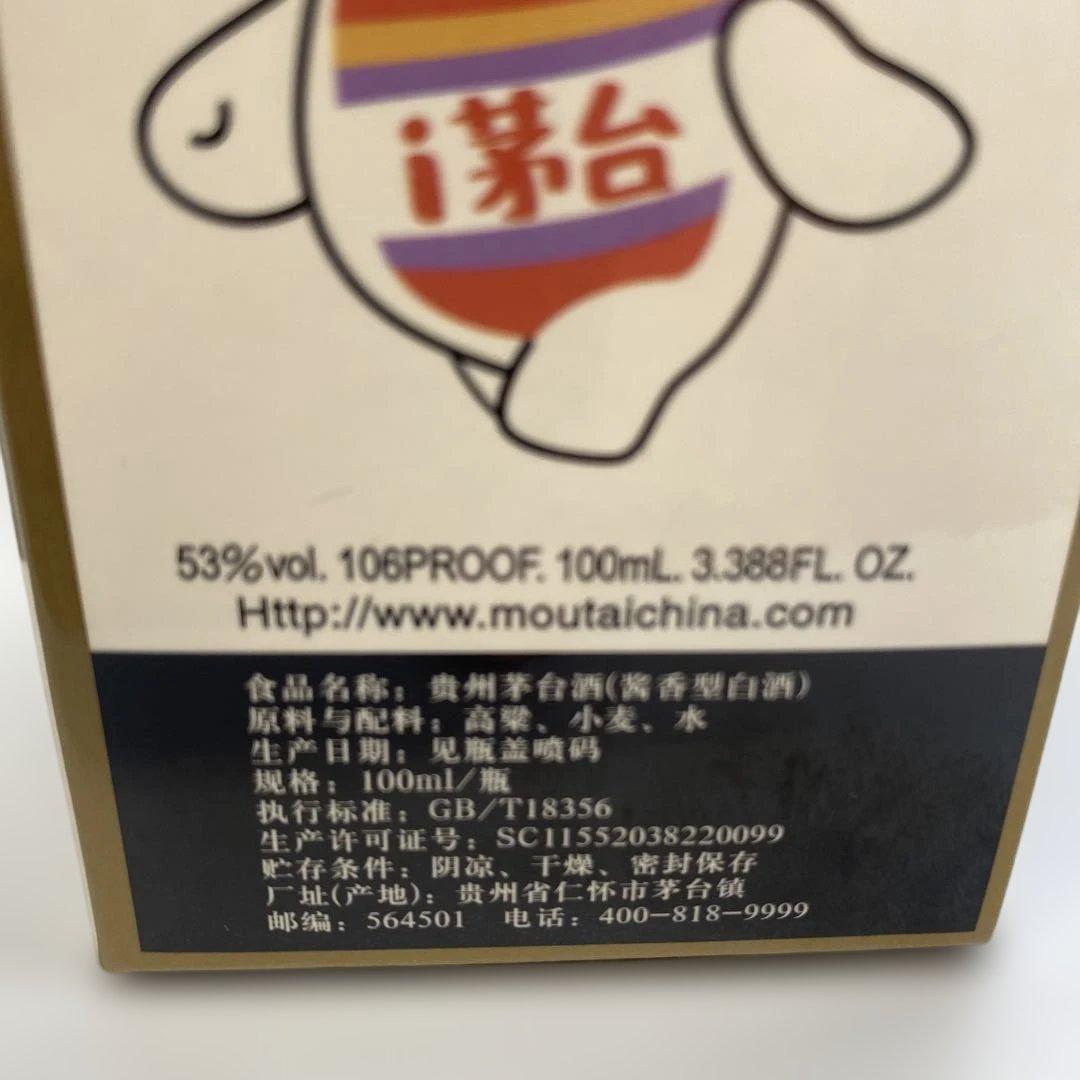 i茅台
53%vol. 106PROOF. 100mL. 3.388FL. OZ.
Http://www.moutaichina.com
食品名称：贵州茅台酒(酱香型白酒)
原料与配料：高粱、小麦、水
生产日期：见瓶盖喷码
规格：100ml/瓶
执行标准：GB/T18356
生产许可证号：SC11552038220099
贮存条件：阴凉、干燥、密封保存
厂址(产地)：贵州省仁怀市茅台镇
邮编：564501 电话：400-818-9999